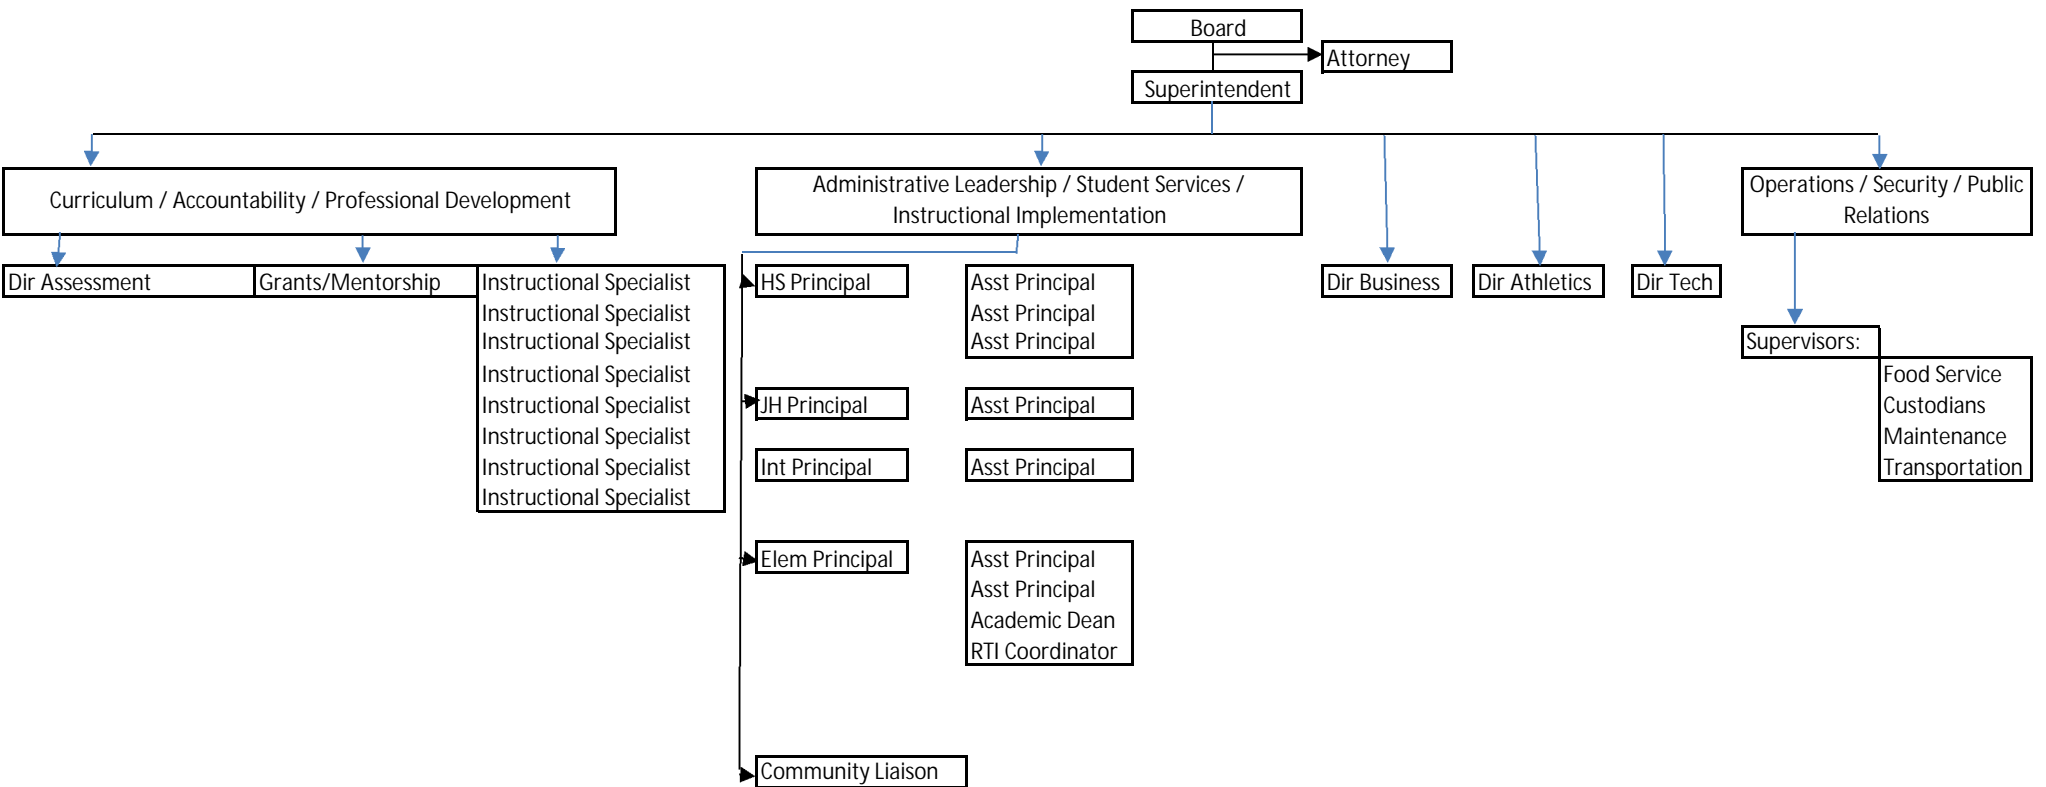 Board
Attorney
Superintendent
Curriculum / Accountability / Professional Development
Administrative Leadership / Student Services /
Instructional Implementation
Operations / Security / Public
Relations
Dir Assessment
Grants/Mentorship
Instructional Specialist
Instructional Specialist
Instructional Specialist
Instructional Specialist
Instructional Specialist
Instructional Specialist
Instructional Specialist
Instructional Specialist
HS Principal
Asst Principal
Asst Principal
Asst Principal
JH Principal
Asst Principal
Int Principal
Asst Principal
Elem Principal
Asst Principal
Asst Principal
Academic Dean
RTI Coordinator
Community Liaison
Dir Business
Dir Athletics
Dir Tech
Supervisors:
Food Service
Custodians
Maintenance
Transportation